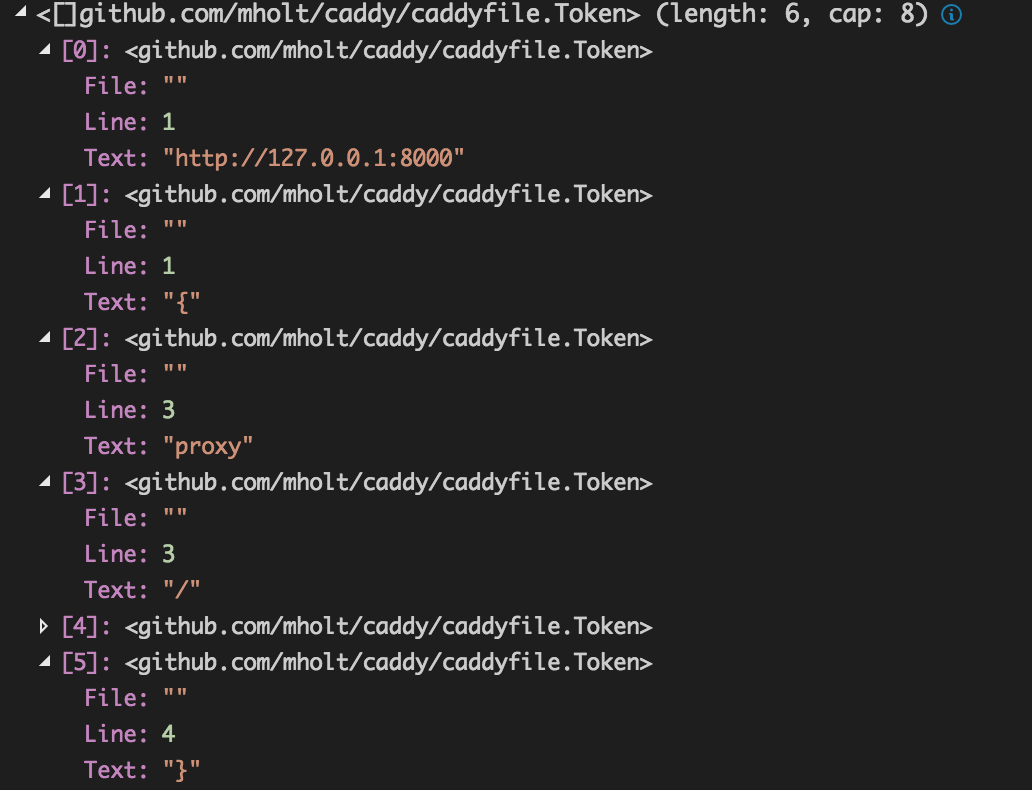 <[]github.com/mholt/caddy/caddyfile.Token> (length: 6, cap: 8)
[0]: <github.com/mholt/caddy/caddyfile.Token>
File: ""
Line: 1
Text: "http://127.0.0.1:8000"
[1]: <github.com/mholt/caddy/caddyfile.Token>
File: ""
Line: 1
Text: "{"
[2]: <github.com/mholt/caddy/caddyfile.Token>
File: ""
Line: 3
Text: "proxy"
[3]: <github.com/mholt/caddy/caddyfile.Token>
File: ""
Line: 3
Text: "/"
[4]: <github.com/mholt/caddy/caddyfile.Token>
[5]: <github.com/mholt/caddy/caddyfile.Token>
File: ""
Line: 4
Text: "}"